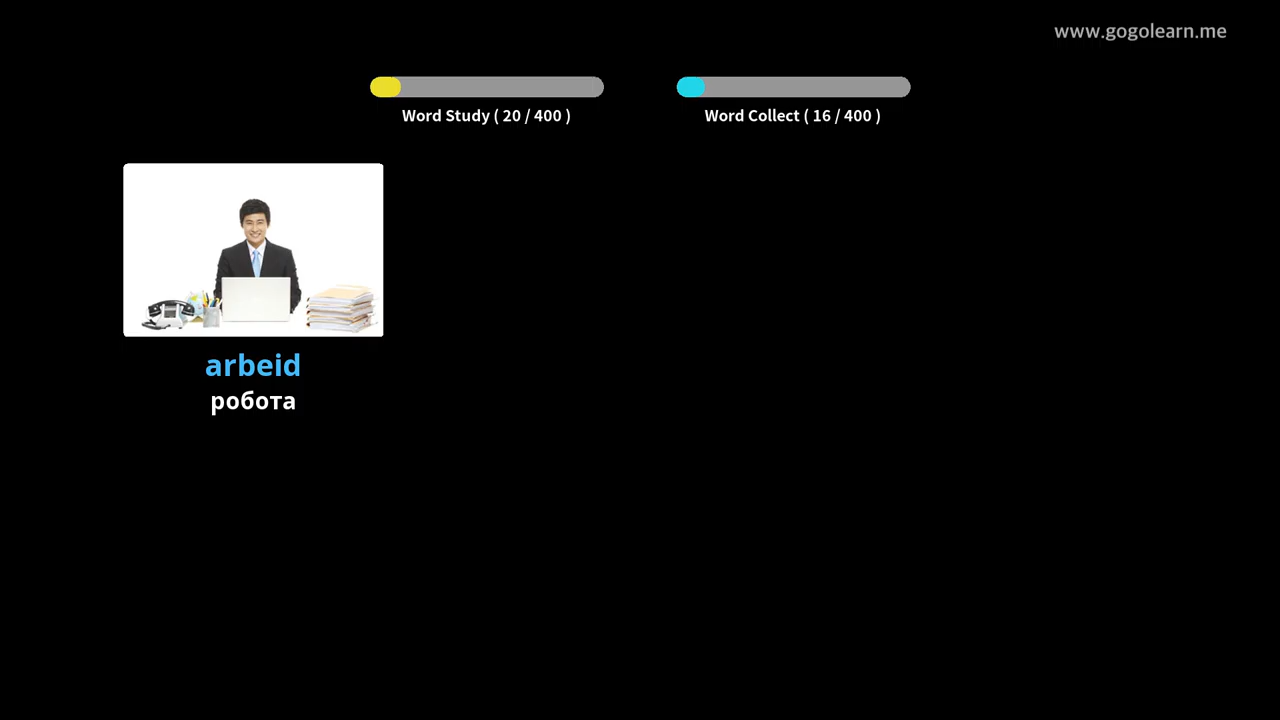 www.gogolearn.me
Word Study ( 20 / 400 )
Word Collect ( 16 / 400 )
arbeid
робота